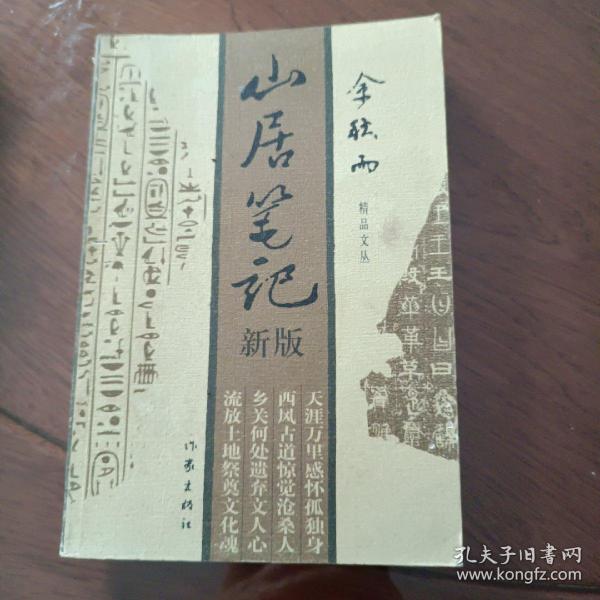 山居笔记
新版
余秋雨
精品文丛
天涯万里感怀孤独身
西风古道惊觉沧桑人
乡关何处遗弃文人心
流放土地祭奠文化魂
作家出版社
孔夫子旧书网
www.kongfz.com